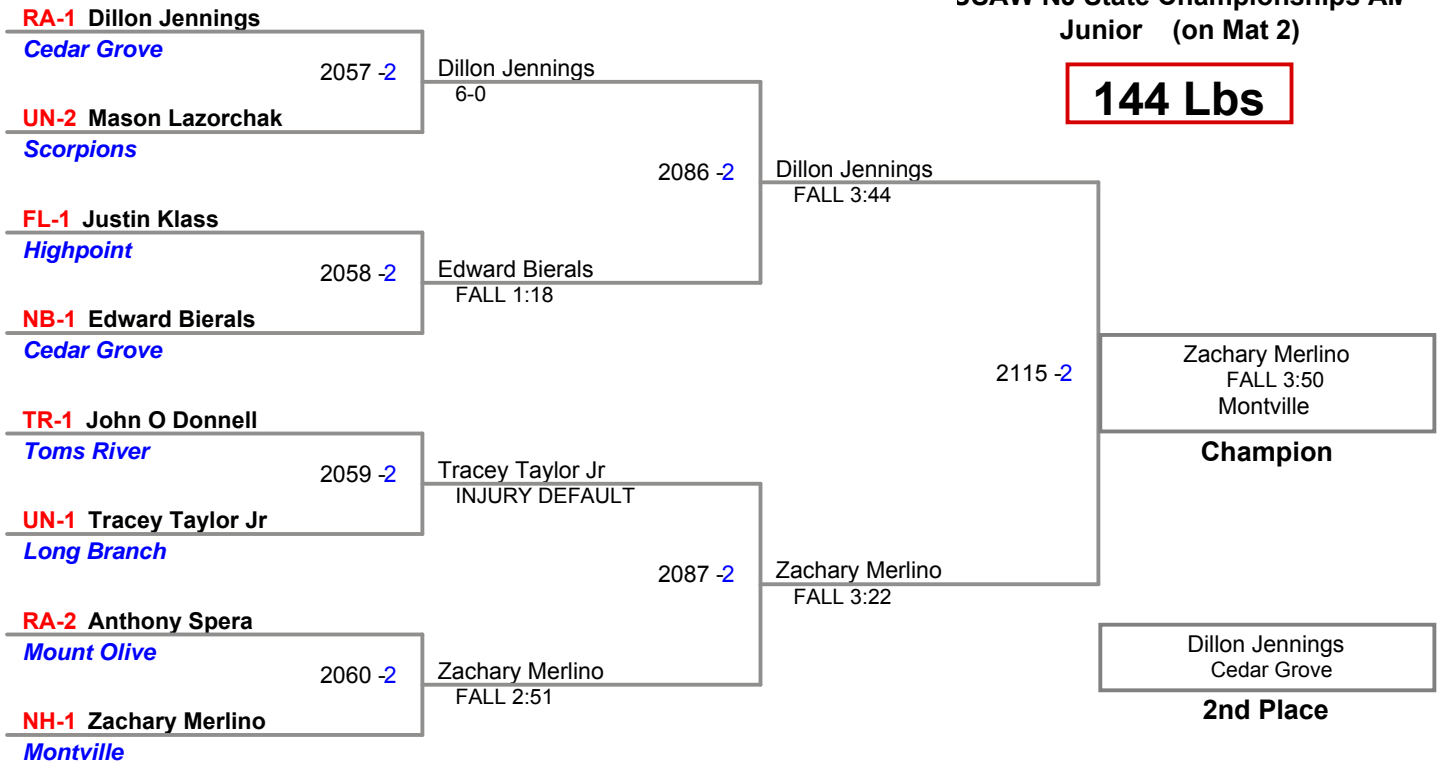 NJ State Championships
Junior (on Mat 2)
144 Lbs
RA-1 Dillon Jennings
Cedar Grove
2057 -2
UN-2 Mason Lazorchak
Scorpions
FL-1 Justin Klass
Highpoint
2058 -2
NB-1 Edward Bierals
Cedar Grove
TR-1 John O Donnell
Toms River
2059 -2
UN-1 Tracey Taylor Jr
Long Branch
RA-2 Anthony Spera
Mount Olive
2060 -2
NH-1 Zachary Merlino
Montville
Dillon Jennings
6-0
2086 -2
Edward Bierals
FALL 1:18
Tracey Taylor Jr
INJURY DEFAULT
2087 -2
Zachary Merlino
FALL 2:51
Dillon Jennings
FALL 3:44
2115 -2
Zachary Merlino
FALL 3:22
Zachary Merlino
FALL 3:50
Montville
Champion
Dillon Jennings
Cedar Grove
2nd Place